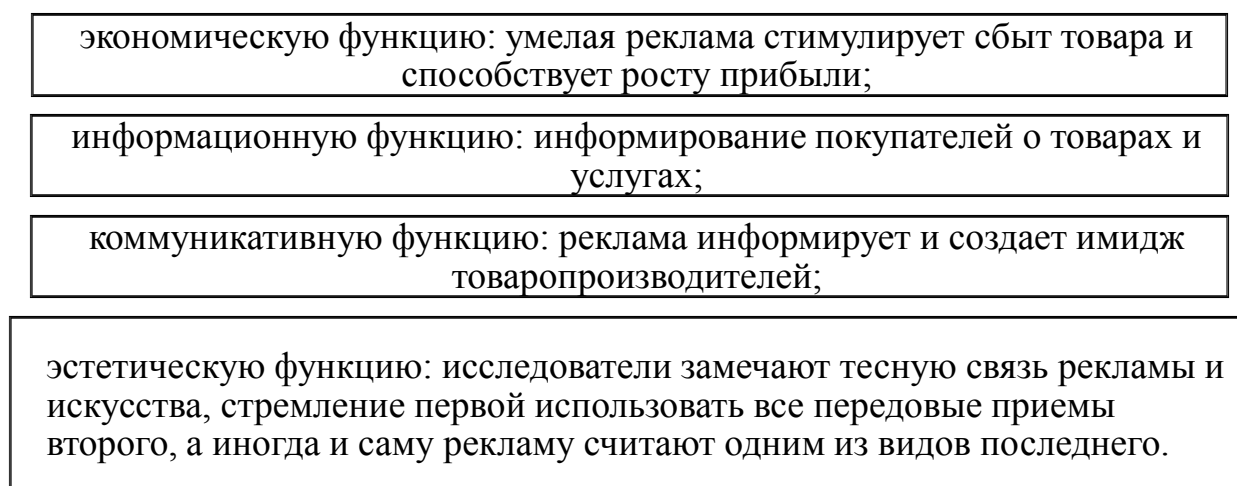 экономическую функцию: умелая реклама стимулирует сбыт товара и
способствует росту прибыли;
информационную функцию: информирование покупателей о товарах и
услугах;
коммуникативную функцию: реклама информирует и создает имидж
товаропроизводителей;
эстетическую функцию: исследователи замечают тесную связь рекламы и
искусства, стремление первой использовать все передовые приемы
второго, а иногда и саму рекламу считают одним из видов последнего.